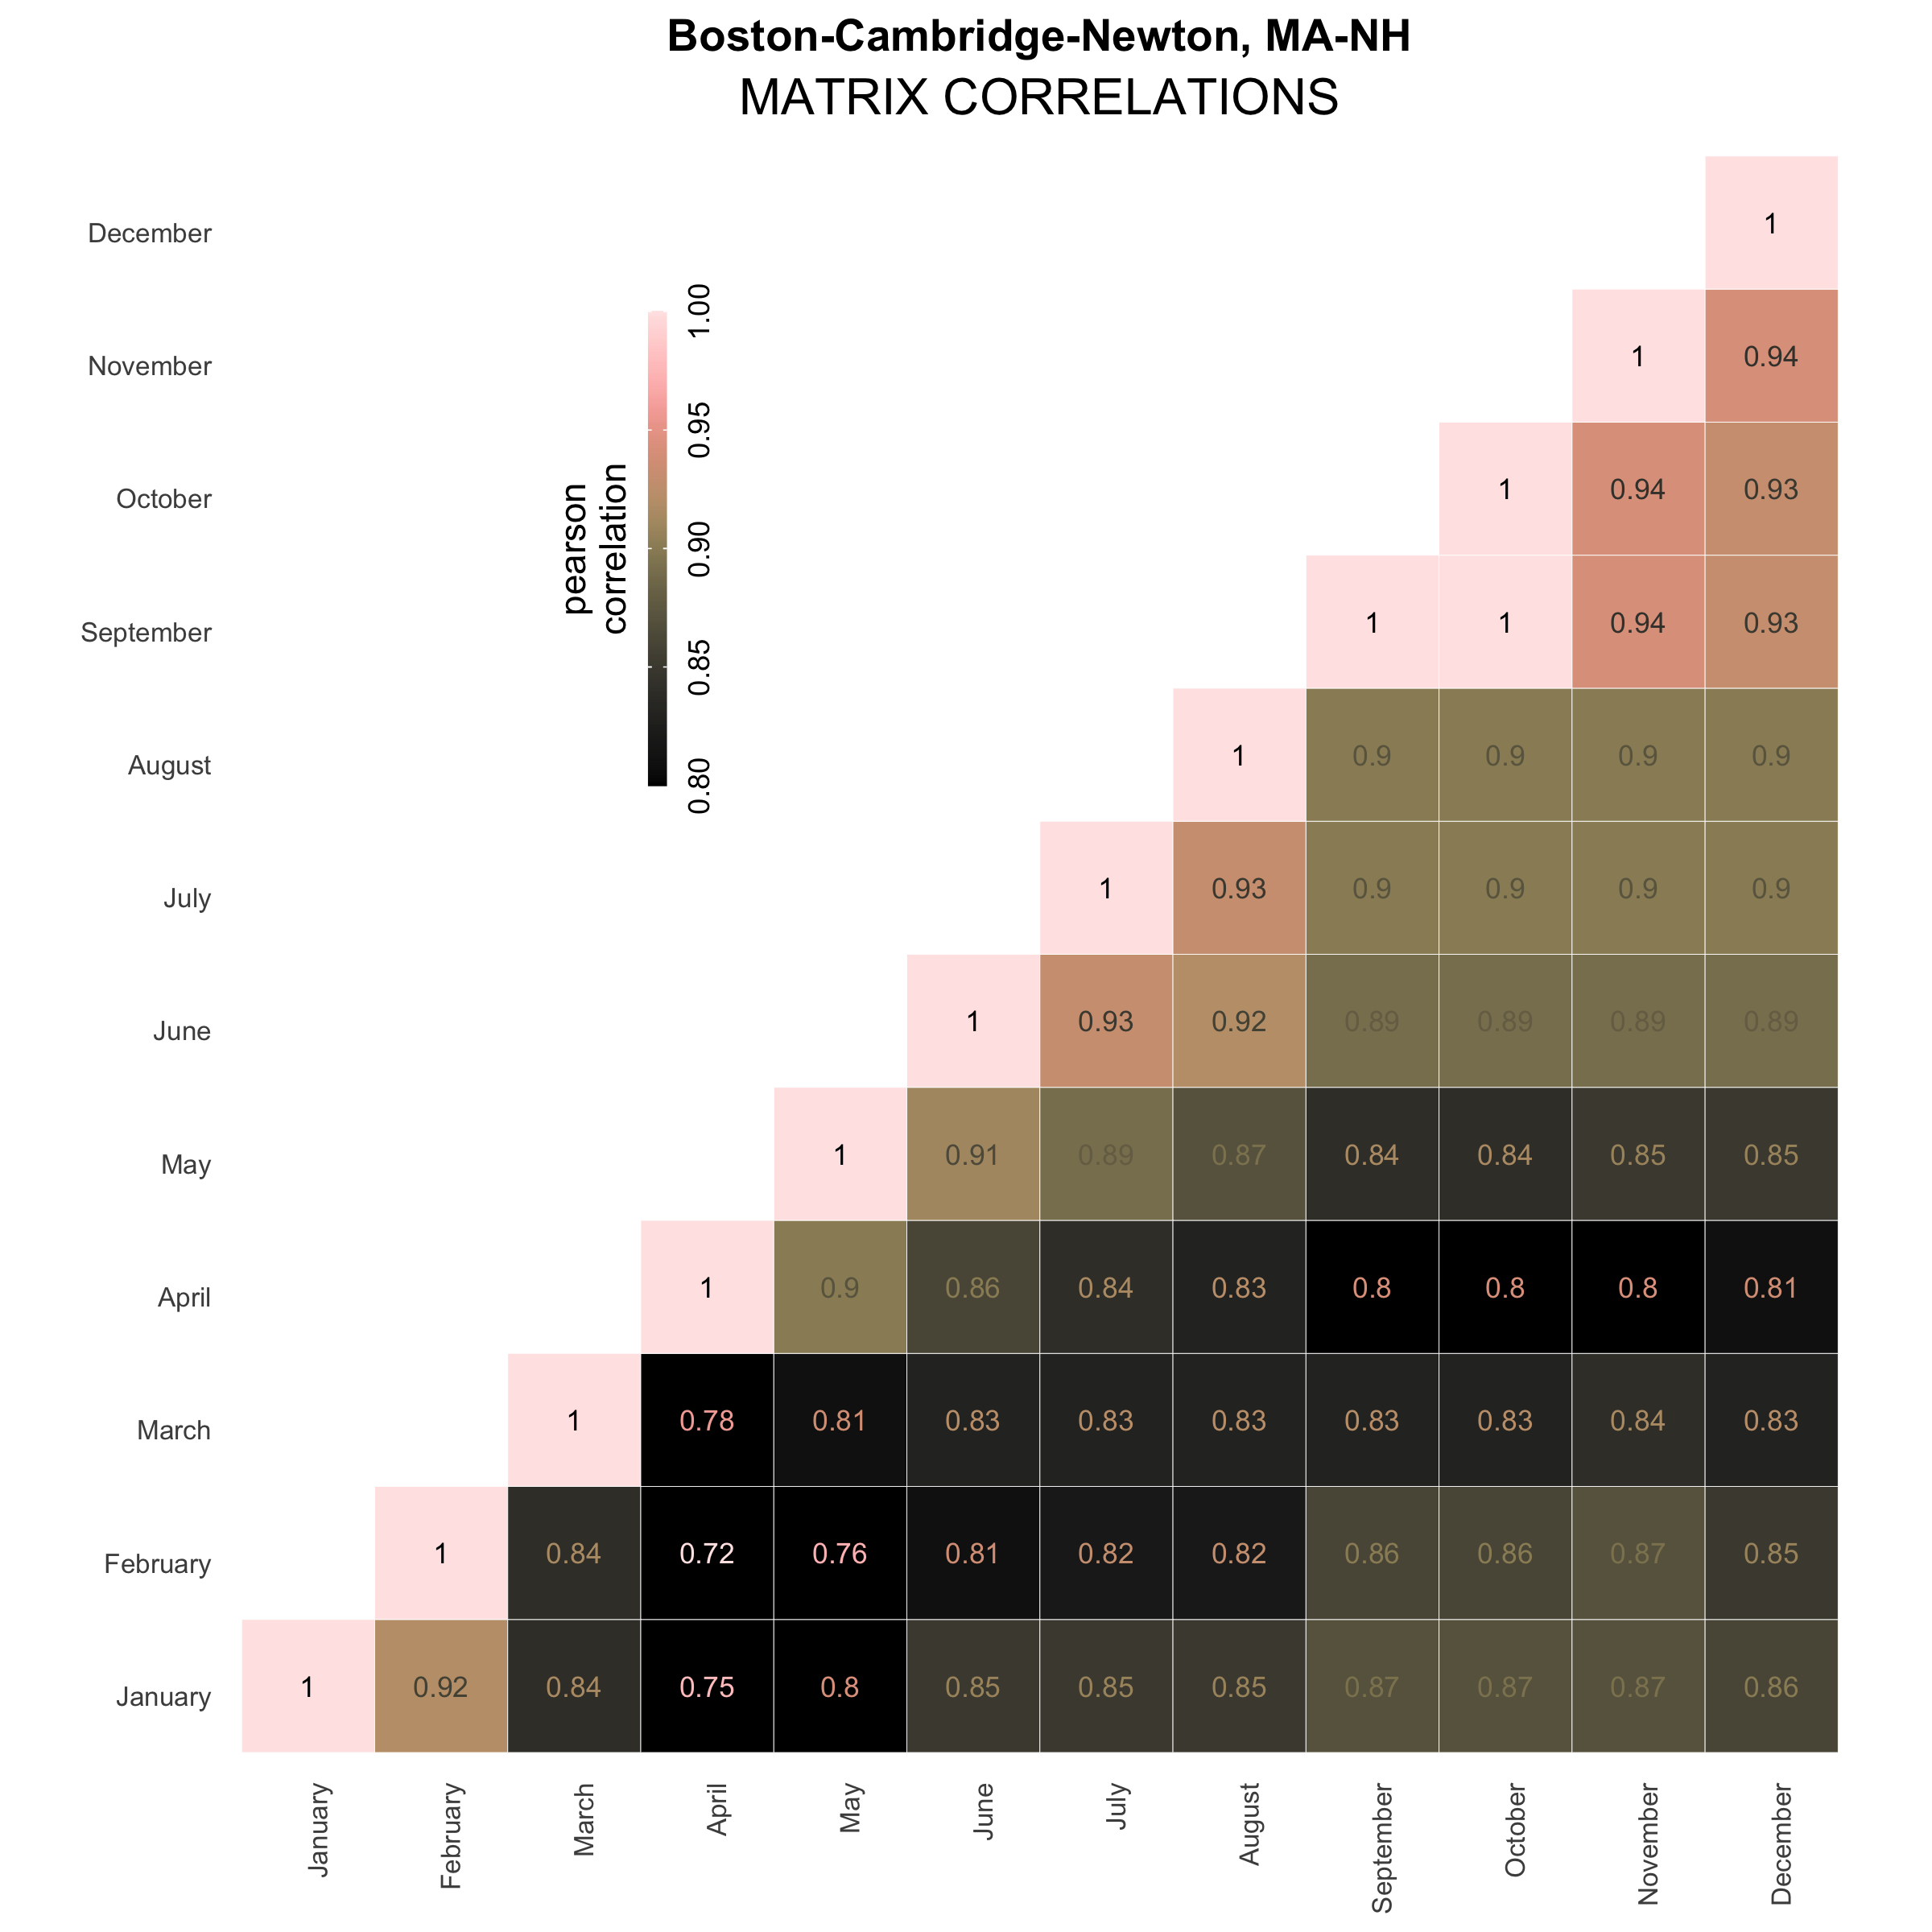 Boston-Cambridge-Newton, MA-NH
MATRIX CORRELATIONS
pearson
correlation
1.00
0.95
0.90
0.85
0.80
December 1
November 1 0.94
October 1 0.94 0.93
September 1 1 0.94 0.93
August 1 0.9 0.9 0.9 0.9
July 1 0.93 0.9 0.9 0.9 0.9
June 1 0.93 0.92 0.89 0.89 0.89 0.89
May 1 0.91 0.89 0.87 0.84 0.84 0.85 0.85
April 1 0.9 0.86 0.84 0.83 0.8 0.8 0.8 0.81
March 1 0.78 0.81 0.83 0.83 0.83 0.83 0.83 0.84 0.83
February 1 0.84 0.72 0.76 0.81 0.82 0.82 0.86 0.86 0.87 0.85
January 1 0.92 0.84 0.75 0.8 0.85 0.85 0.85 0.87 0.87 0.87 0.86
January February March April May June July August September October November December